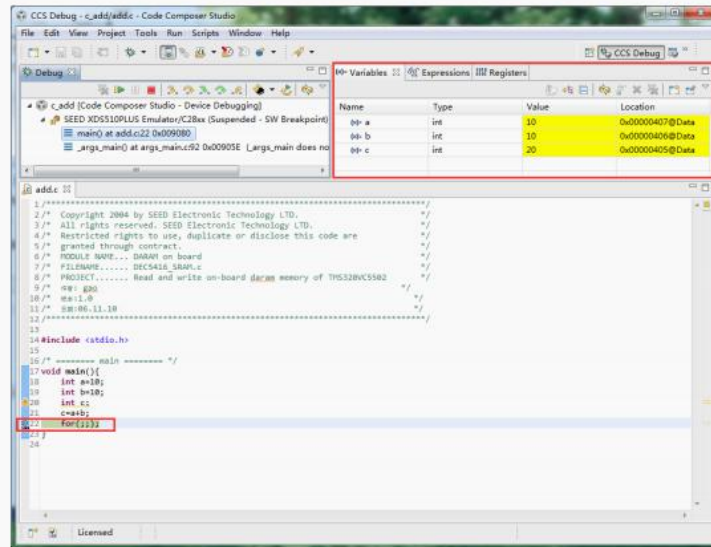 CCS Debug - c_add/add.c - Code Composer Studio
File Edit View Project Tools Run Scripts Window Help
CCS Debug
Debug
c_add [Code Composer Studio - Device Debugging]
SEED XDS510PLUS Emulator/C28xx (Suspended - SW Breakpoint)
main() at add.c:22 0x009080
_args_main() at args_main.c:92 0x00905E (_args_main does no
Variables Expressions Registers
Name Type Value Location
(x)= a int 10 0x00000407@Data
(x)= b int 10 0x00000406@Data
(x)= c int 20 0x00000405@Data
add.c
1/******************************************************************************/
2/* Copyright 2004 by SEED Electronic Technology LTD. */
3/* All rights reserved. SEED Electronic Technology LTD. */
4/* Restricted rights to use, duplicate or disclose this code are */
5/* granted through contract. */
6/* MODULE NAME... DARAM on board */
7/* FILENAME...... DEC5416_SRAM.c */
8/* PROJECT....... Read and write on-board daram memory of TMS320VC5502 */
9/* gao */
10/* :1.0 */
11/* :06.11.10 */
12/******************************************************************************/
13
14 #include <stdio.h>
15
16 /* ======== main ======== */
17 void main(){
18 int a=10;
19 int b=10;
20 int c;
21 c=a+b;
22 for(;;);
23 }
24
Licensed